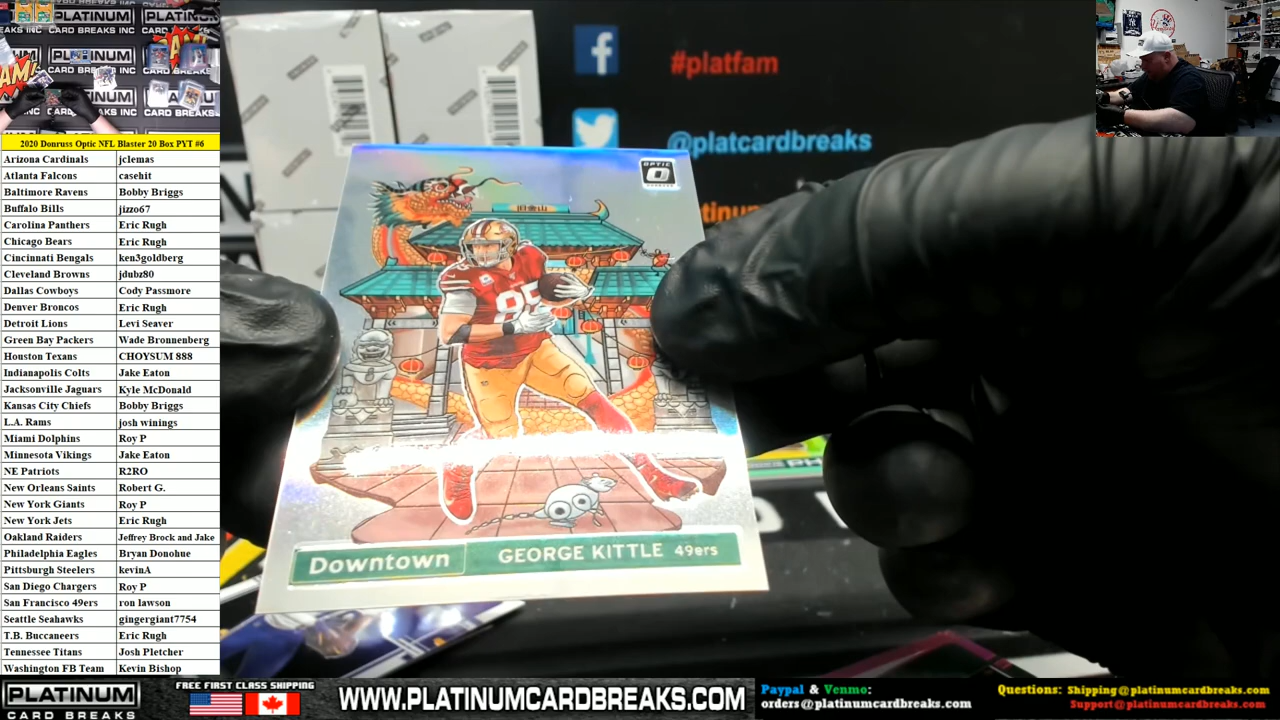 PLATINUM
CARD BREAKS INC
2020 Donruss Optic NFL Blaster 20 Box PYT #6
Arizona Cardinals jclemas
Atlanta Falcons casehit
Baltimore Ravens Bobby Briggs
Buffalo Bills jizzo67
Carolina Panthers Eric Rugh
Chicago Bears Eric Rugh
Cincinnati Bengals ken3goldberg
Cleveland Browns jdubz80
Dallas Cowboys Cody Passmore
Denver Broncos Eric Rugh
Detroit Lions Levi Seaver
Green Bay Packers Wade Bronnenberg
Houston Texans CHOYSUM 888
Indianapolis Colts Jake Eaton
Jacksonville Jaguars Kyle McDonald
Kansas City Chiefs Bobby Briggs
L.A. Rams josh winings
Miami Dolphins Roy P
Minnesota Vikings Jake Eaton
NE Patriots R2RO
New Orleans Saints Robert G.
New York Giants Roy P
New York Jets Eric Rugh
Oakland Raiders Jeffrey Brock and Jake
Philadelphia Eagles Bryan Donohue
Pittsburgh Steelers kevinA
San Diego Chargers Roy P
San Francisco 49ers ron lawson
Seattle Seahawks gingergiant7754
T.B. Buccaneers Eric Rugh
Tennessee Titans Josh Pletcher
Washington FB Team Kevin Bishop
#platfam
@platcardbreaks
OPTIC
85
Downtown GEORGE KITTLE 49ers
PLATINUM
CARD BREAKS
FREE FIRST CLASS SHIPPING
WWW.PLATINUMCARDBREAKS.COM
Paypal & Venmo:
orders@platinumcardbreaks.com
Questions: Shipping@platinumcardbreaks.com
Support@platinumcardbreaks.com